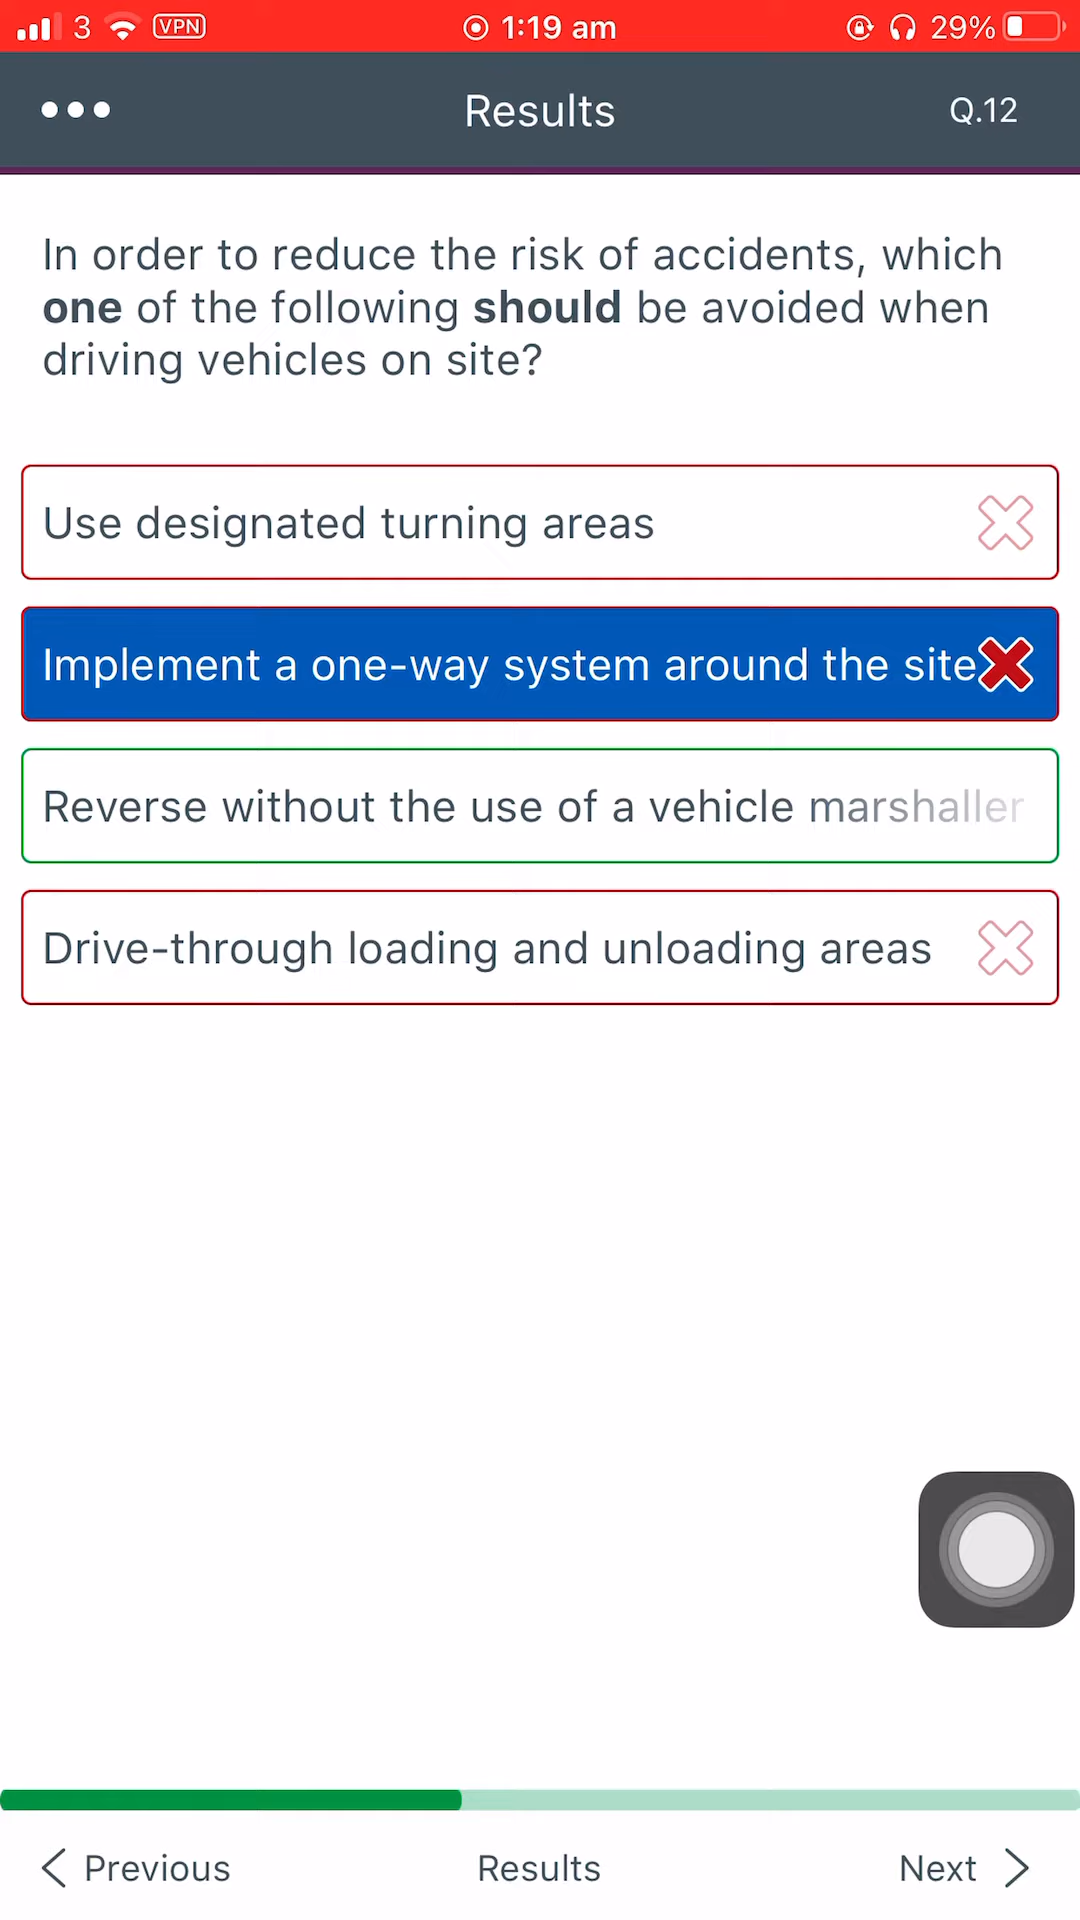 3 VPN 1:19 am 29%
Results Q.12
In order to reduce the risk of accidents, which
one of the following should be avoided when
driving vehicles on site?
Use designated turning areas
Implement a one-way system around the site
Reverse without the use of a vehicle marshaller
Drive-through loading and unloading areas
Previous Results Next